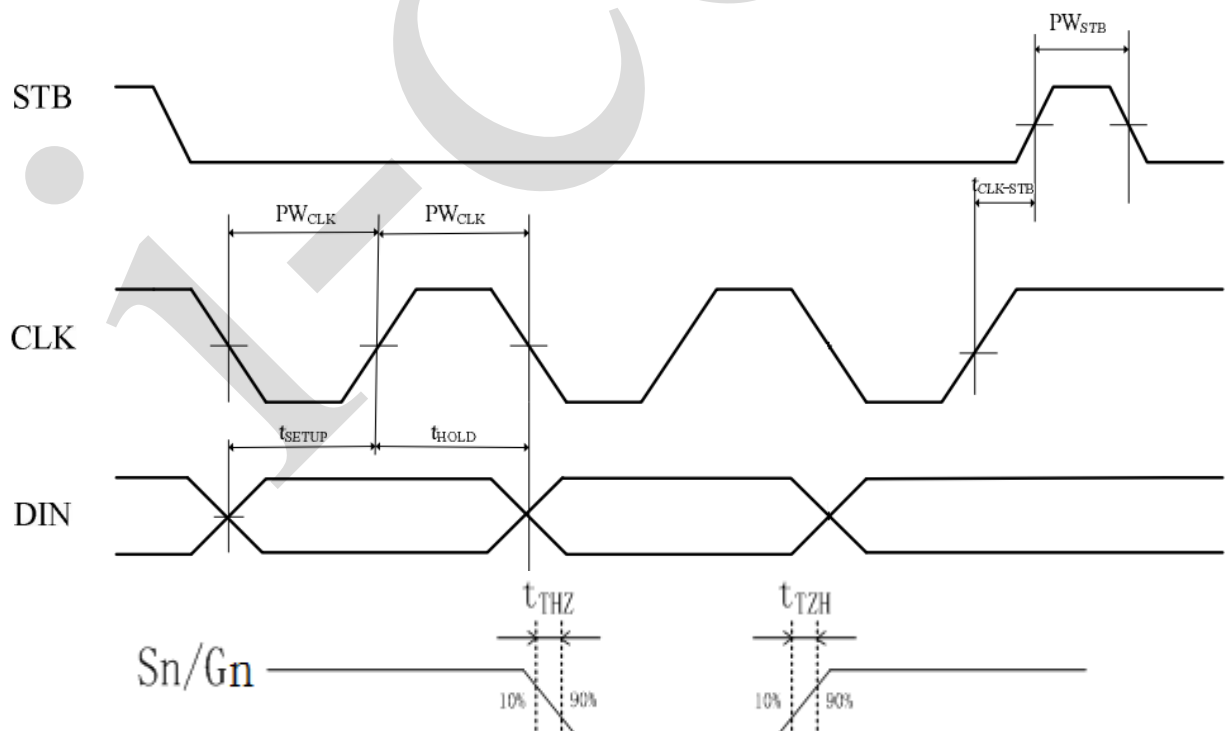 PWSTB
STB
tCLK-STB
PWCLK PWCLK
CLK
tSETUP tHOLD
DIN
tTHZ tTZH
Sn/Gn
10% 90% 10% 90%